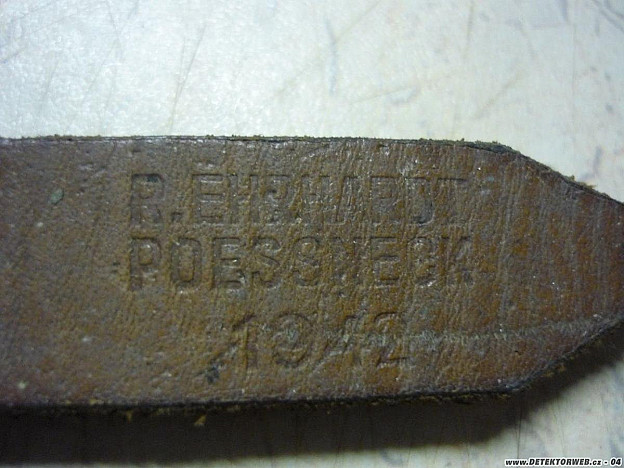 R.EHRHARDT
POESSNECK
1942
www.DETEKTORWEB.cz - 04